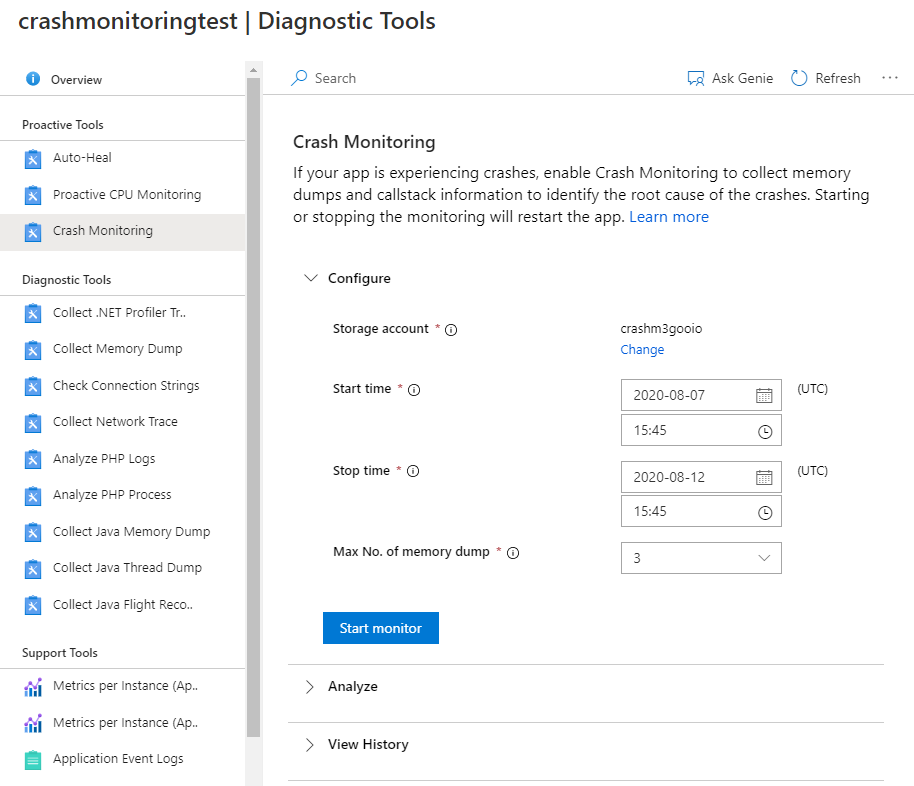 crashmonitoringtest | Diagnostic Tools
Overview
Proactive Tools
Auto-Heal
Proactive CPU Monitoring
Crash Monitoring
Diagnostic Tools
Collect .NET Profiler Tr..
Collect Memory Dump
Check Connection Strings
Collect Network Trace
Analyze PHP Logs
Analyze PHP Process
Collect Java Memory Dump
Collect Java Thread Dump
Collect Java Flight Reco..
Support Tools
Metrics per Instance (Ap..
Metrics per Instance (Ap..
Application Event Logs
Search
Ask Genie
Refresh
Crash Monitoring
If your app is experiencing crashes, enable Crash Monitoring to collect memory
dumps and callstack information to identify the root cause of the crashes. Starting
or stopping the monitoring will restart the app. Learn more
Configure
Storage account *
crashm3gooio
Change
Start time *
2020-08-07
(UTC)
15:45
Stop time *
2020-08-12
(UTC)
15:45
Max No. of memory dump *
3
Start monitor
Analyze
View History